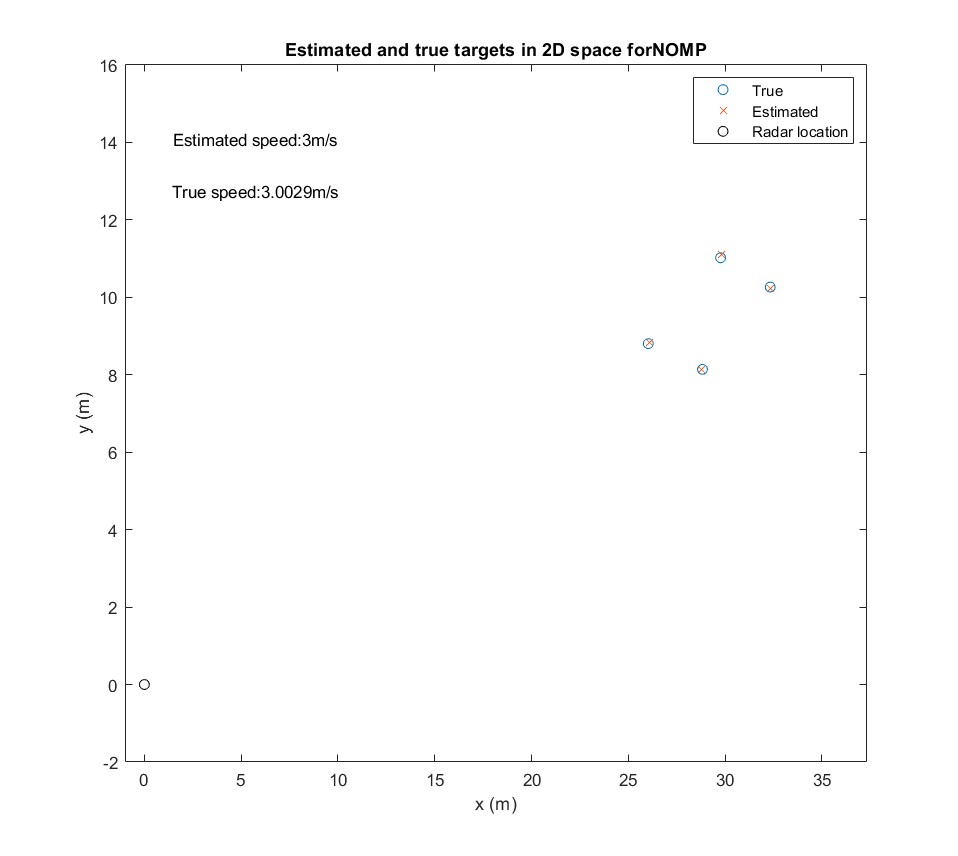 Estimated and true targets in 2D space forNOMP
16
14
12
10
8
6
4
2
0
-2
y (m)
Estimated speed:3m/s
True speed:3.0029m/s
True
Estimated
Radar location
0 5 10 15 20 25 30 35
x (m)